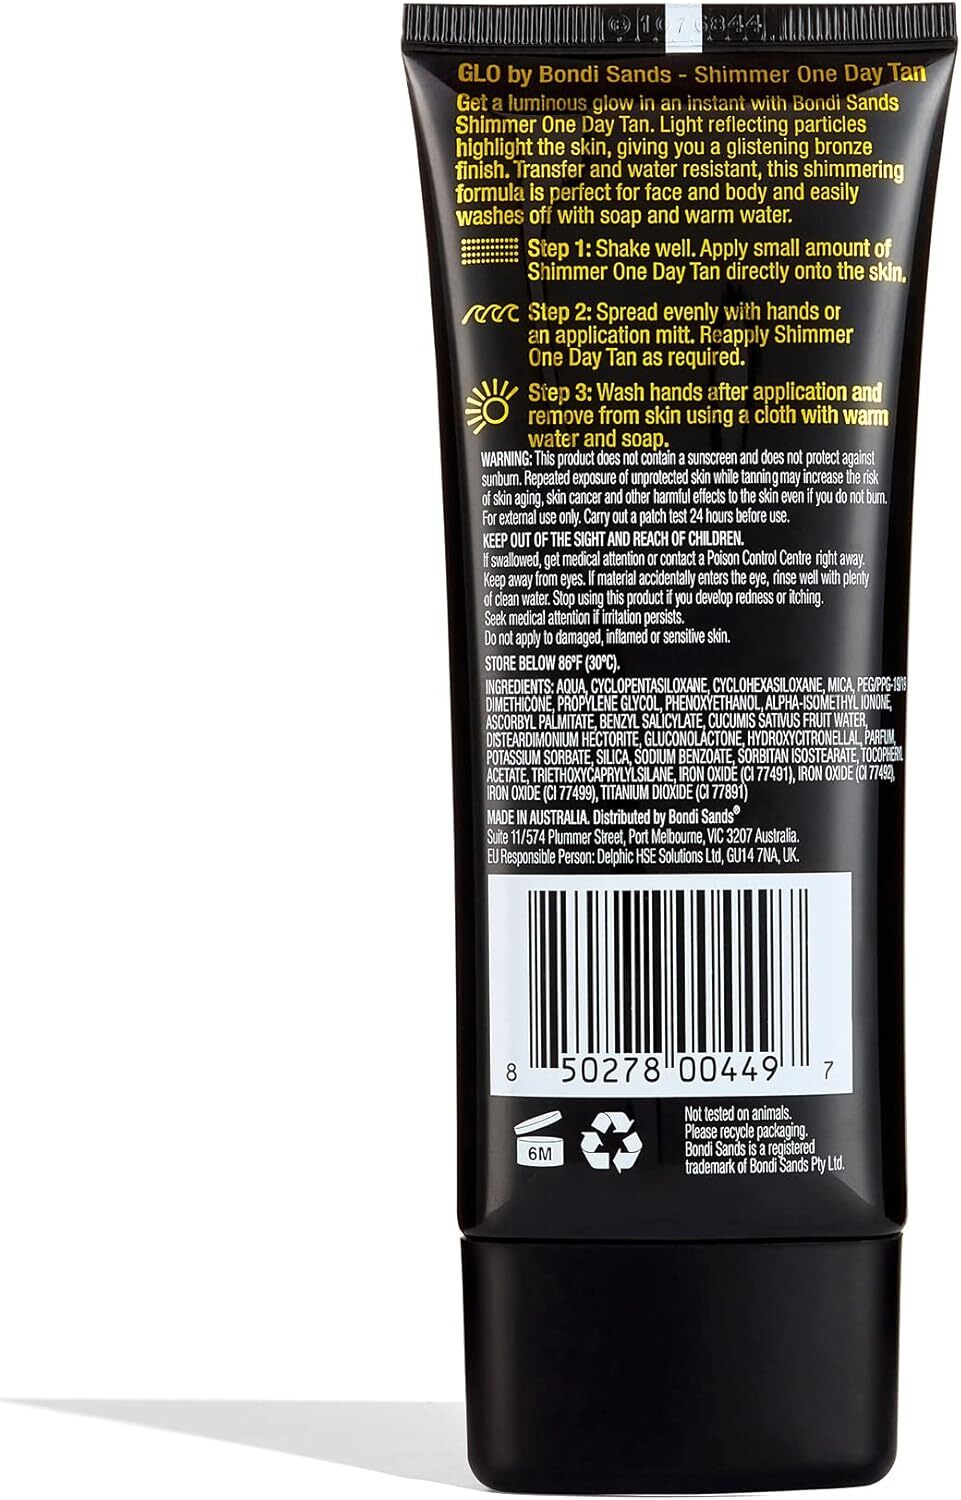 1076844
GLO by Bondi Sands - Shimmer One Day Tan
Get a luminous glow in an instant with Bondi Sands
Shimmer One Day Tan. Light reflecting particles
highlight the skin, giving you a glistening bronze
finish. Transfer and water resistant, this shimmering
formula is perfect for face and body and easily
washes off with soap and warm water.
Step 1: Shake well. Apply small amount of
Shimmer One Day Tan directly onto the skin.
Step 2: Spread evenly with hands or
an application mitt. Reapply Shimmer
One Day Tan as required.
Step 3: Wash hands after application and
remove from skin using a cloth with warm
water and soap.
WARNING: This product does not contain a sunscreen and does not protect against
sunburn. Repeated exposure of unprotected skin while tanning may increase the risk
of skin aging, skin cancer and other harmful effects to the skin even if you do not burn.
For external use only. Carry out a patch test 24 hours before use.
KEEP OUT OF THE SIGHT AND REACH OF CHILDREN.
If swallowed, get medical attention or contact a Poison Control Centre right away.
Keep away from eyes. If material accidentally enters the eye, rinse well with plenty
of clean water. Stop using this product if you develop redness or itching.
Seek medical attention if irritation persists.
Do not apply to damaged, inflamed or sensitive skin.
STORE BELOW 86ºF (30ºC).
INGREDIENTS: AQUA, CYCLOPENTASILOXANE, CYCLOHEXASILOXANE, MICA, PEG/PPG-19/19
DIMETHICONE, PROPYLENE GLYCOL, PHENOXYETHANOL, ALPHA-ISOMETHYL IONONE,
ASCORBYL PALMITATE, BENZYL SALICYLATE, CUCUMIS SATIVUS FRUIT WATER,
DISTEARDIMONIUM HECTORITE, GLUCONOLACTONE, HYDROXYCITRONELLAL, PARFUM,
POTASSIUM SORBATE, SILICA, SODIUM BENZOATE, SORBITAN ISOSTEARATE, TOCOPHERYL
ACETATE, TRIETHOXYCAPRYLYLSILANE, IRON OXIDE (CI 77491), IRON OXIDE (CI 77492),
IRON OXIDE (CI 77499), TITANIUM DIOXIDE (CI 77891)
MADE IN AUSTRALIA. Distributed by Bondi Sands®
Suite 11/574 Plummer Street, Port Melbourne, VIC 3207 Australia.
EU Responsible Person: Delphic HSE Solutions Ltd, GU14 7NA, UK.
8 50278 00449 7
6M
Not tested on animals.
Please recycle packaging.
Bondi Sands is a registered
trademark of Bondi Sands Pty Ltd.